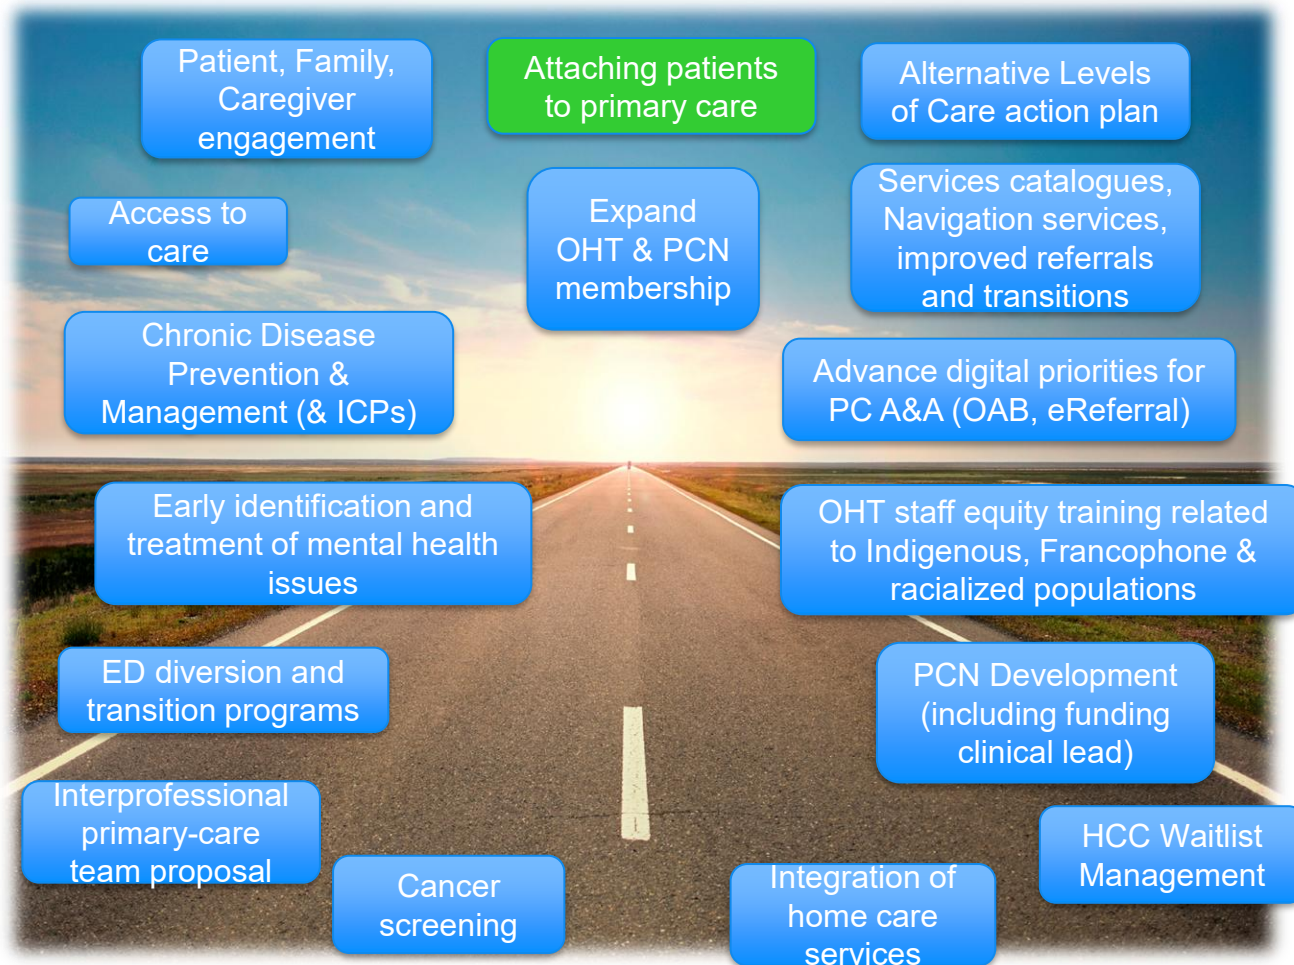 Patient, Family,
Caregiver
engagement
Attaching patients
to primary care
Alternative Levels
of Care action plan
Access to
care
Expand
OHT & PCN
membership
Services catalogues,
Navigation services,
improved referrals
and transitions
Chronic Disease
Prevention &
Management (& ICPs)
Advance digital priorities for
PC A&A (OAB, eReferral)
Early identification and
treatment of mental health
issues
OHT staff equity training related
to Indigenous, Francophone &
racialized populations
ED diversion and
transition programs
PCN Development
(including funding
clinical lead)
Interprofessional
primary-care
team proposal
HCC Waitlist
Management
Cancer
screening
Integration of
home care
services